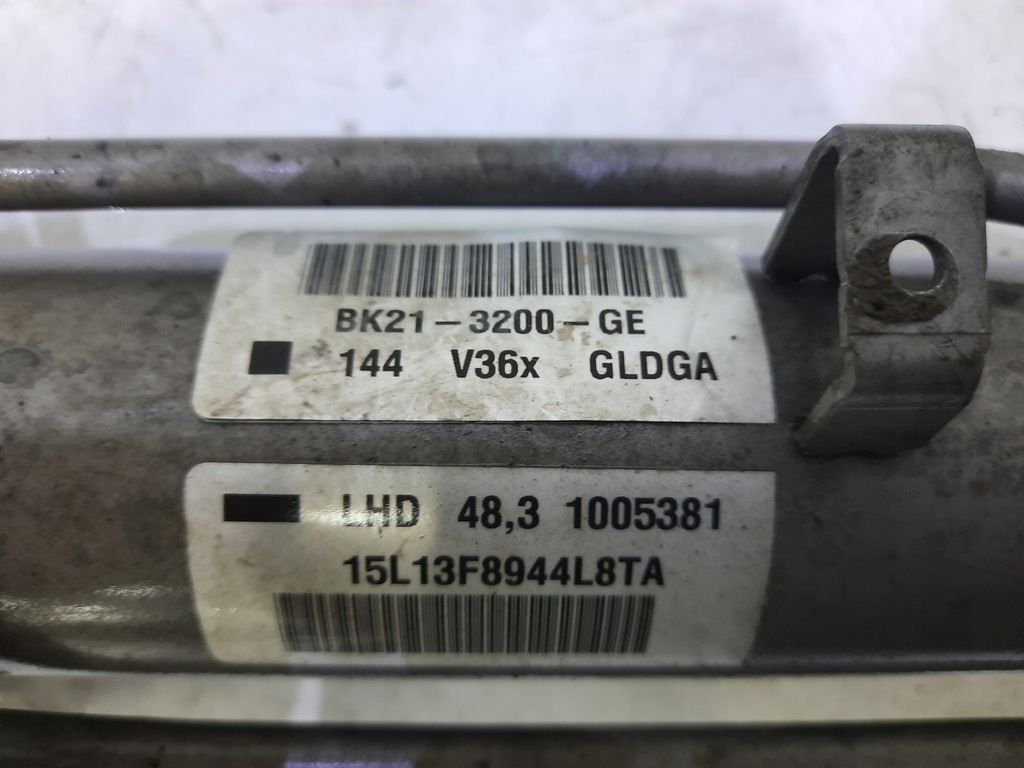 BK21-3200-GE
144 V36x GLDGA
LHD 48,3 1005381
15L13F8944L8TA